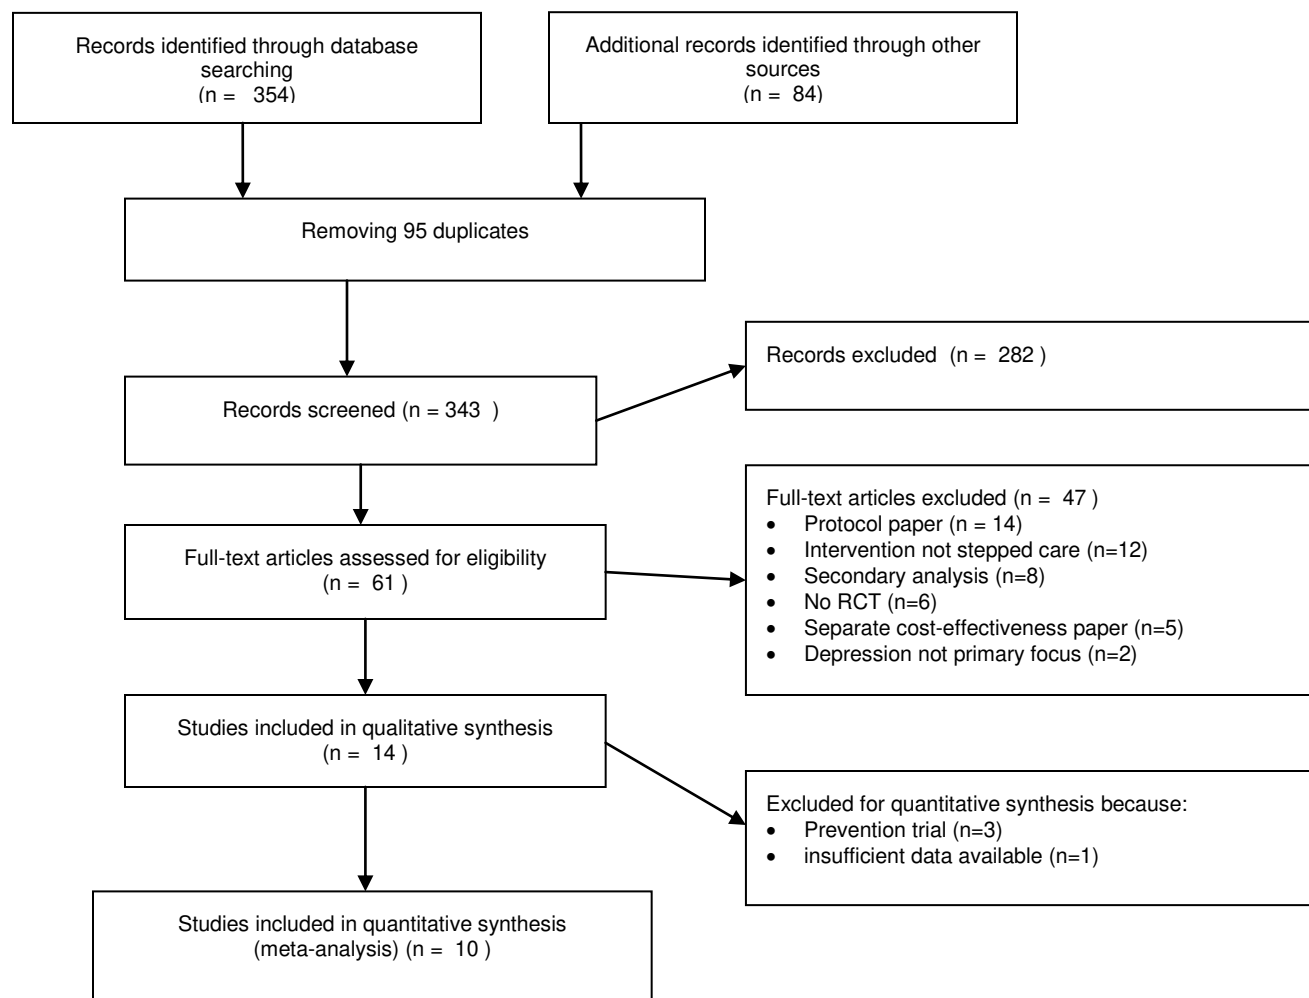 Records identified through database
searching
(n = 354)
Additional records identified through other
sources
(n = 84)
Removing 95 duplicates
Records excluded (n = 282 )
Records screened (n = 343 )
Full-text articles excluded (n = 47 )
• Protocol paper (n = 14)
• Intervention not stepped care (n=12)
• Secondary analysis (n=8)
• No RCT (n=6)
• Separate cost-effectiveness paper (n=5)
• Depression not primary focus (n=2)
Full-text articles assessed for eligibility
(n = 61 )
Studies included in qualitative synthesis
(n = 14 )
Excluded for quantitative synthesis because:
• Prevention trial (n=3)
• insufficient data available (n=1)
Studies included in quantitative synthesis
(meta-analysis) (n = 10 )